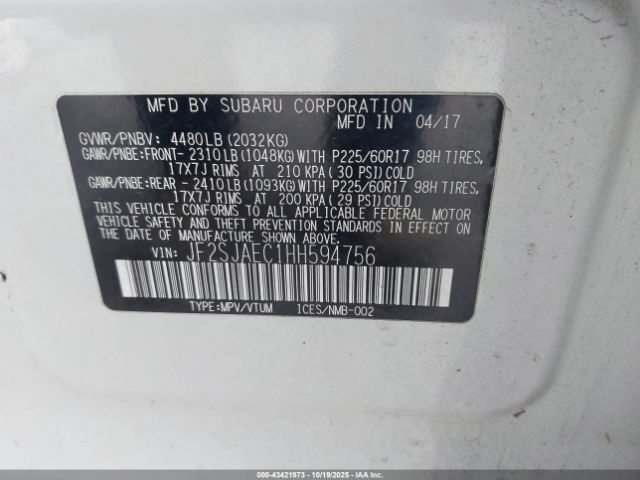 MFD BY SUBARU CORPORATION
MFD IN 04/17
GVWR/PNBV: 4480LB(2032KG)
GAWR/PNBE:FRONT- 2310LB(1048KG)WITH P225/60R17 98H TIRES,
17X7J RIMS AT 210 KPA(30 PSI)COLD
GAWR/PNBE:REAR - 2410LB(1093KG)WITH P225/60R17 98H TIRES,
17X7J RIMS AT 200 KPA(29 PSI)COLD
THIS VEHICLE CONFORMS TO ALL APPLICABLE FEDERAL MOTOR
VEHICLE SAFETY AND THEFT PREVENTION STANDARDS IN EFFECT
ON THE DATE OF MANUFACTURE SHOWN ABOVE.
VIN: JF2SJAEC1HH594756
TYPE:MPV/VTUM ICES/NMB-002
000-43421973 - 10/19/2025 - IAAI.COM